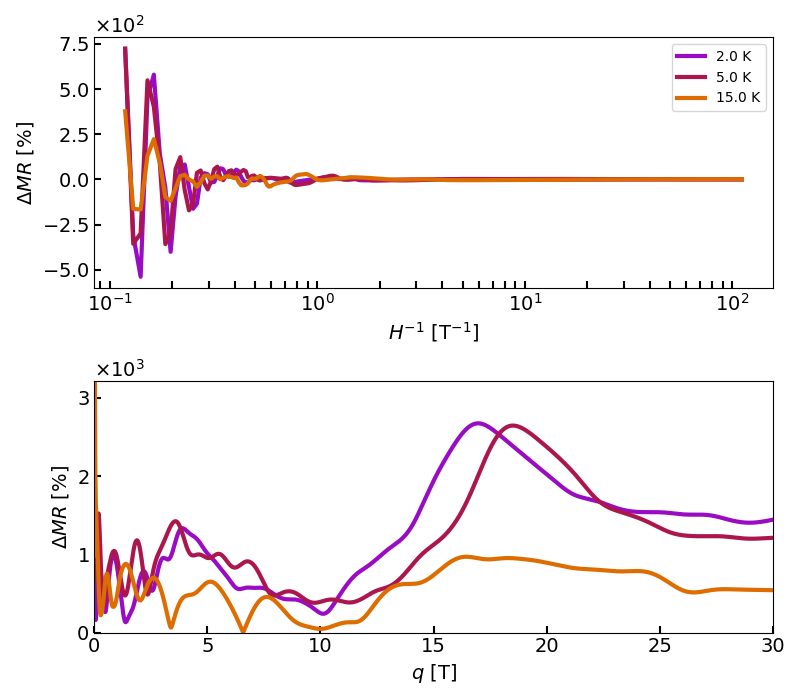 ×10²
7.5
5.0
2.5
0.0
−2.5
−5.0
ΔMR [%]
2.0 K
5.0 K
15.0 K
10⁻¹ 10⁰ 10¹ 10²
H⁻¹ [T⁻¹]
×10³
3
2
1
0
ΔMR [%]
0 5 10 15 20 25 30
q [T]